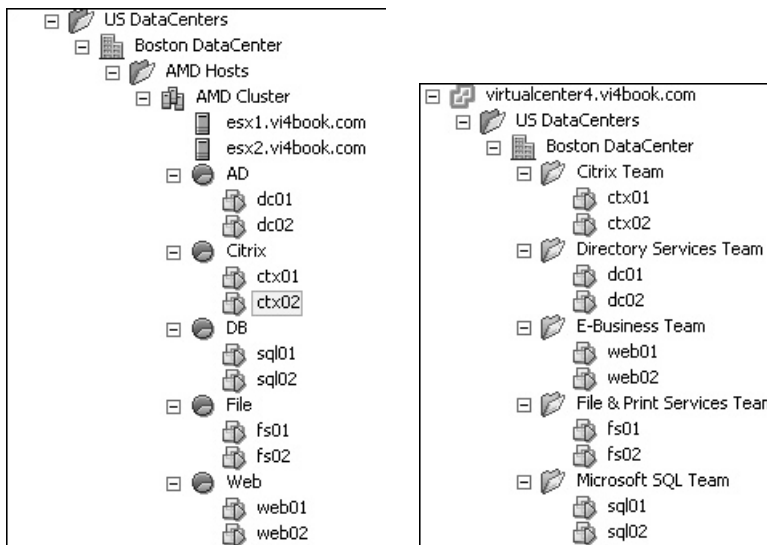 US DataCenters
Boston DataCenter
AMD Hosts
AMD Cluster
esx1.vi4book.com
esx2.vi4book.com
AD
dc01
dc02
Citrix
ctx01
ctx02
DB
sql01
sql02
File
fs01
fs02
Web
web01
web02
virtualcenter4.vi4book.com
US DataCenters
Boston DataCenter
Citrix Team
ctx01
ctx02
Directory Services Team
dc01
dc02
E-Business Team
web01
web02
File & Print Services Tear
fs01
fs02
Microsoft SQL Team
sql01
sql02